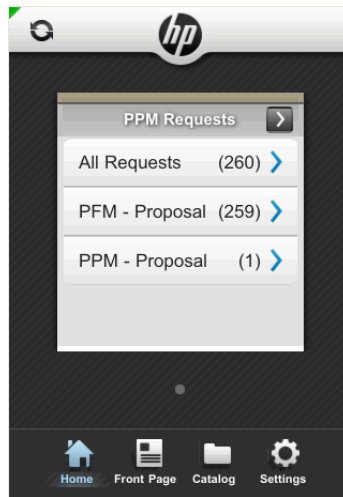 hp
PPM Requests
All Requests (260)
PFM - Proposal (259)
PPM - Proposal (1)
Home Front Page Catalog Settings